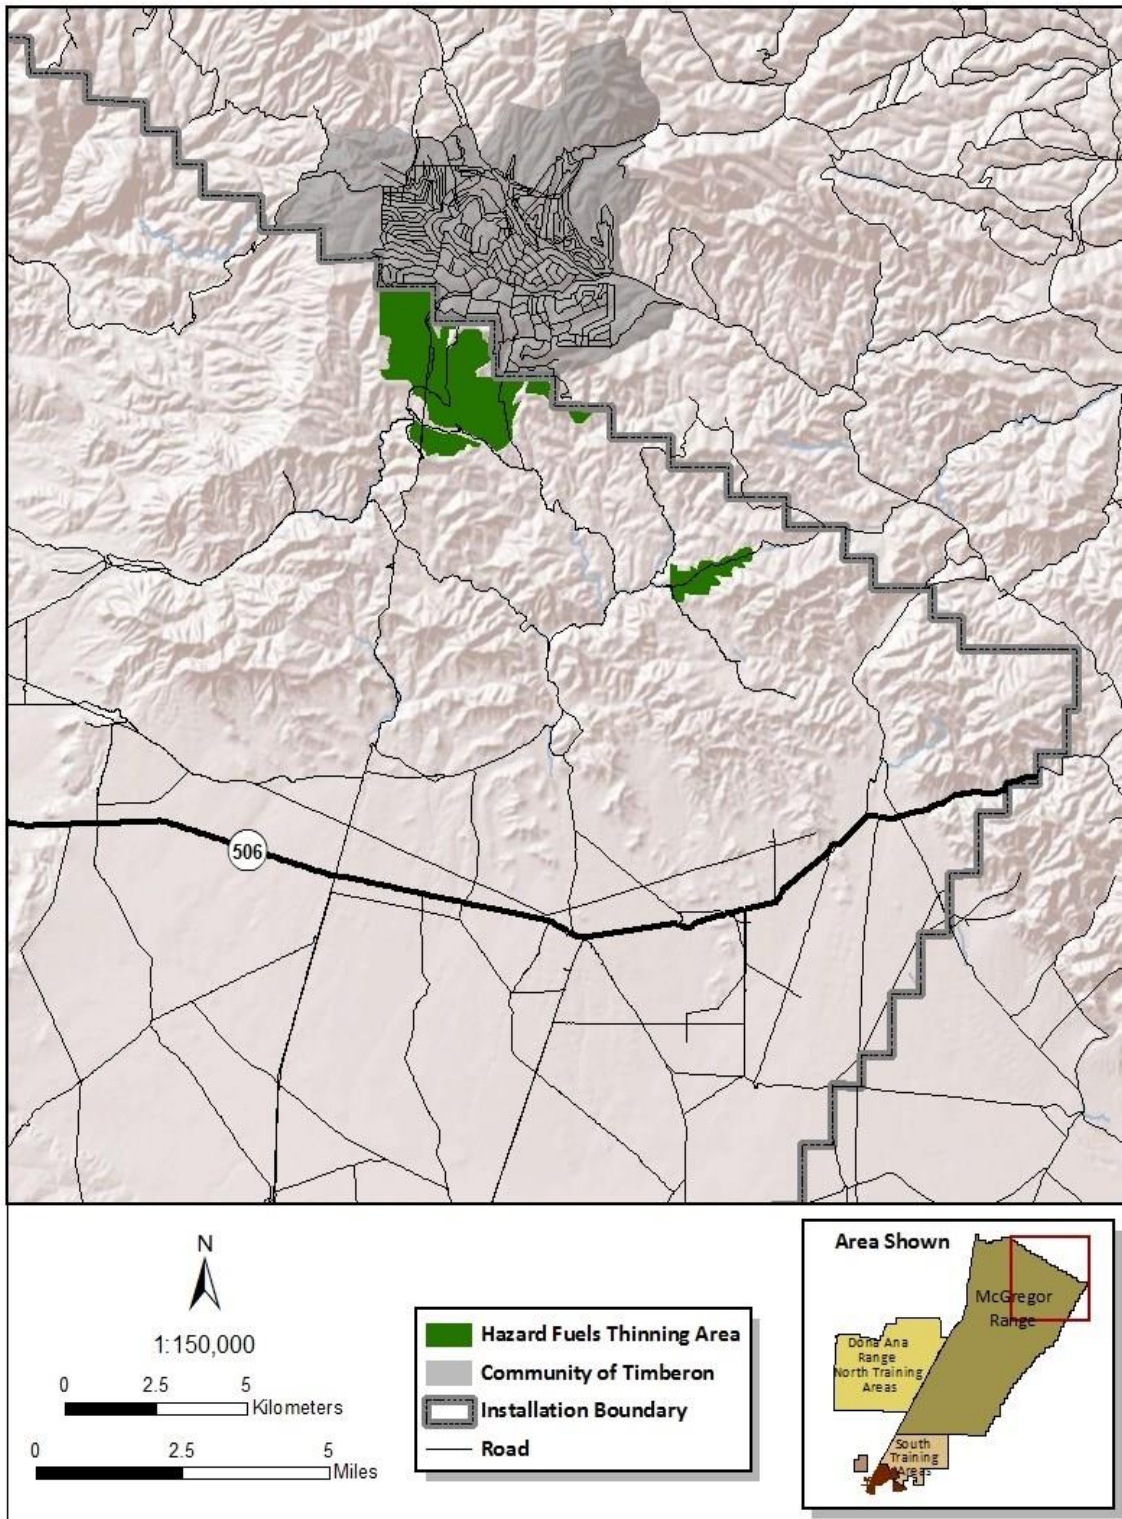 506
N
1:150,000
0 2.5 5
Kilometers
0 2.5 5
Miles
Hazard Fuels Thinning Area
Community of Timberon
Installation Boundary
Road
Area Shown
McGregor
Range
Dona Ana
Range
North Training
Areas
South
Training
Areas